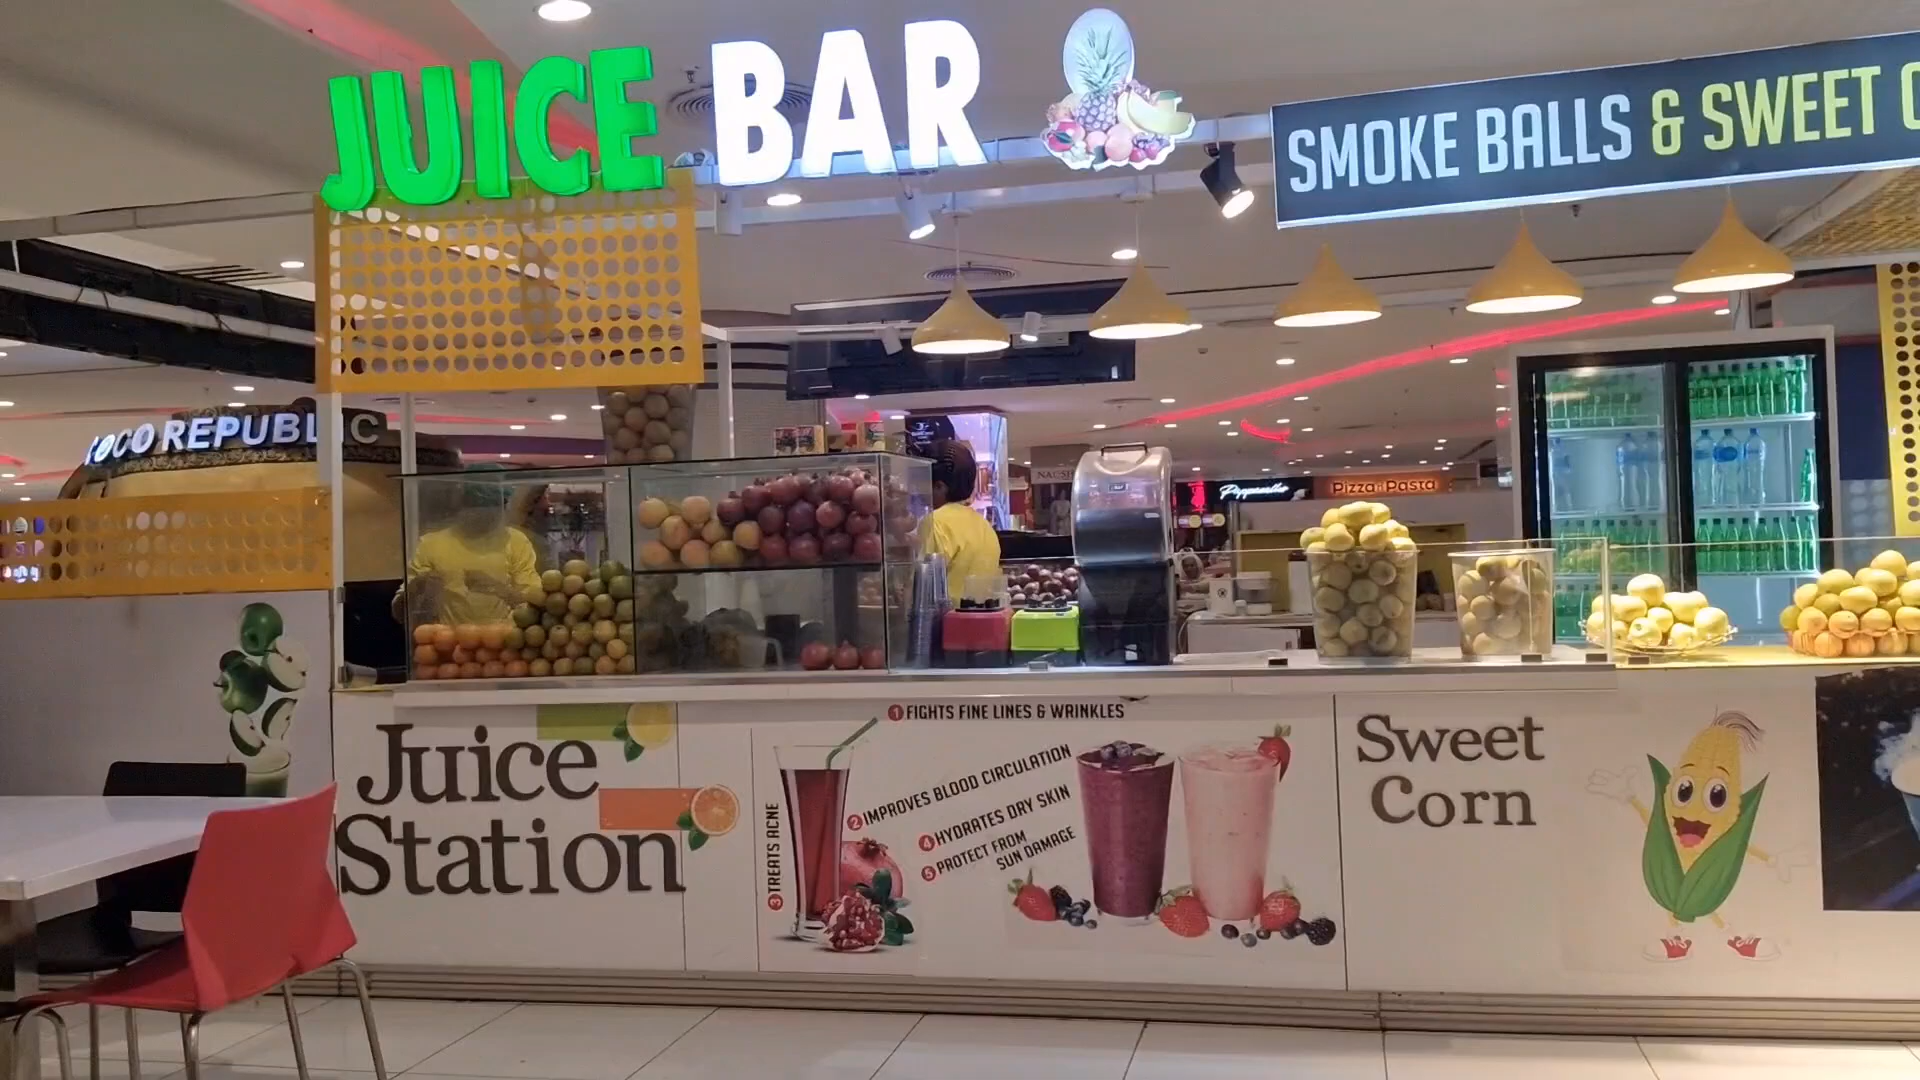 JUICE BAR
SMOKE BALLS & SWEET
REPUBLIC
Pizza Pasta
Juice
Station
1 FIGHTS FINE LINES & WRINKLES
2 IMPROVES BLOOD CIRCULATION
3 TREATS ACNE
4 HYDRATES DRY SKIN
5 PROTECT FROM
SUN DAMAGE
Sweet
Corn